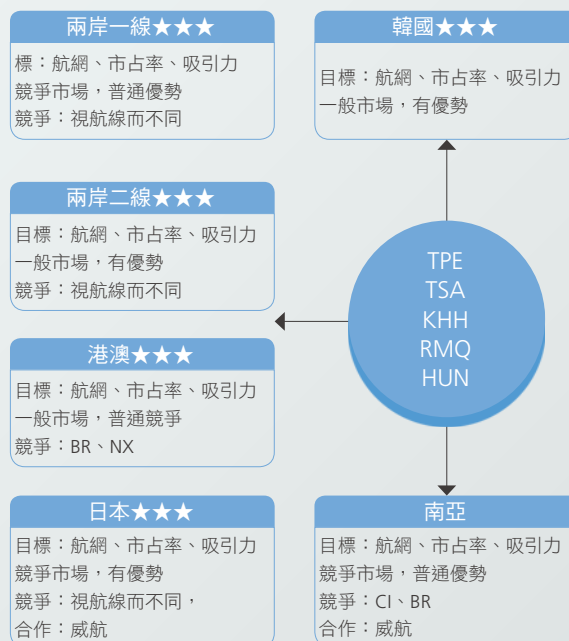 兩岸一線★★★
標：航網、市占率、吸引力
競爭市場，普通優勢
競爭：視航線而不同
韓國★★★
目標：航網、市占率、吸引力
一般市場，有優勢
兩岸二線★★★
目標：航網、市占率、吸引力
一般市場，有優勢
競爭：視航線而不同
TPE
TSA
KHH
RMQ
HUN
港澳★★★
目標：航網、市占率、吸引力
一般市場，普通競爭
競爭：BR、NX
日本★★★
目標：航網、市占率、吸引力
競爭市場，有優勢
競爭：視航線而不同，
合作：威航
南亞
目標：航網、市占率、吸引力
競爭市場，普通優勢
競爭：CI、BR
合作：威航